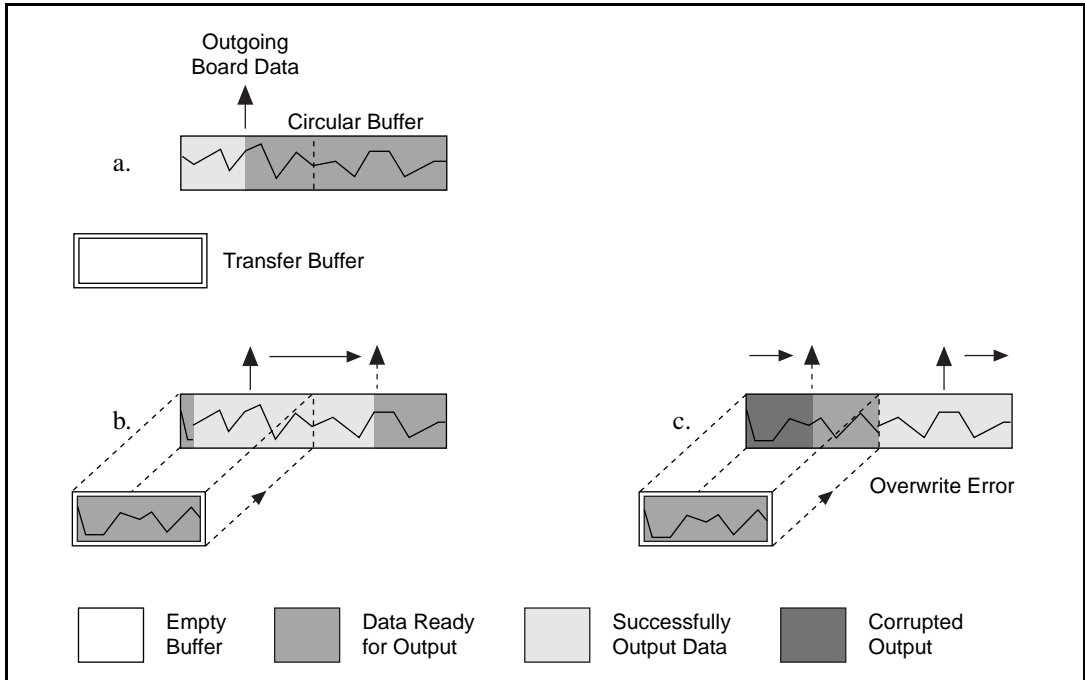 Outgoing
Board Data
Circular Buffer
a.
Transfer Buffer
b.
c.
Overwrite Error
Empty
Buffer
Data Ready
for Output
Successfully
Output Data
Corrupted
Output